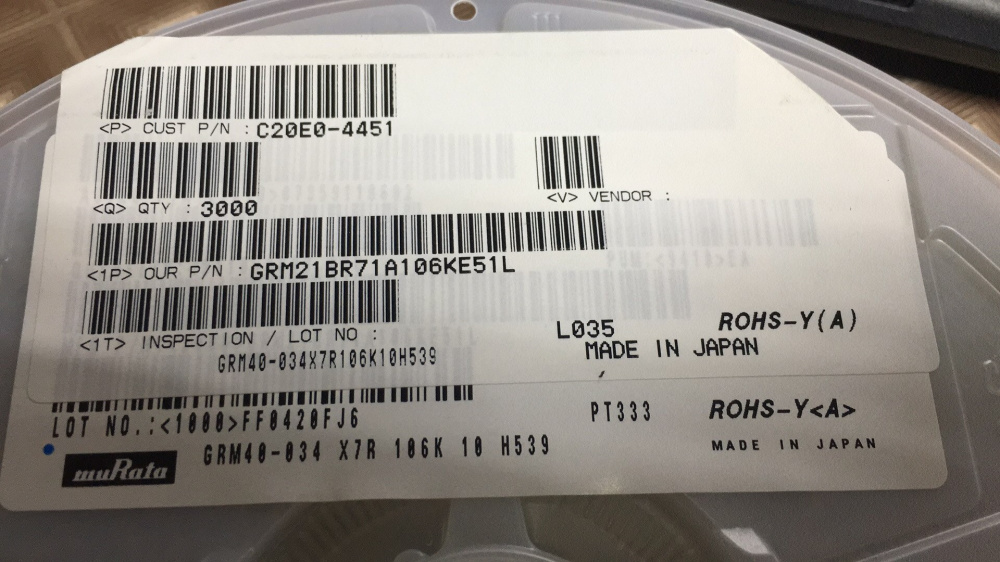 <P> CUST P/N : C20E0-4451
<Q> QTY : 3000
<V> VENDOR :
<1P> OUR P/N : GRM21BR71A106KE51L
<1T> INSPECTION / LOT NO :
GRM40-034X7R106K10H539
L035 ROHS-Y(A)
MADE IN JAPAN
LOT NO.:<1000>FF0420FJ6
PT333 ROHS-Y<A>
muRata GRM40-034 X7R 106K 10 H539
MADE IN JAPAN